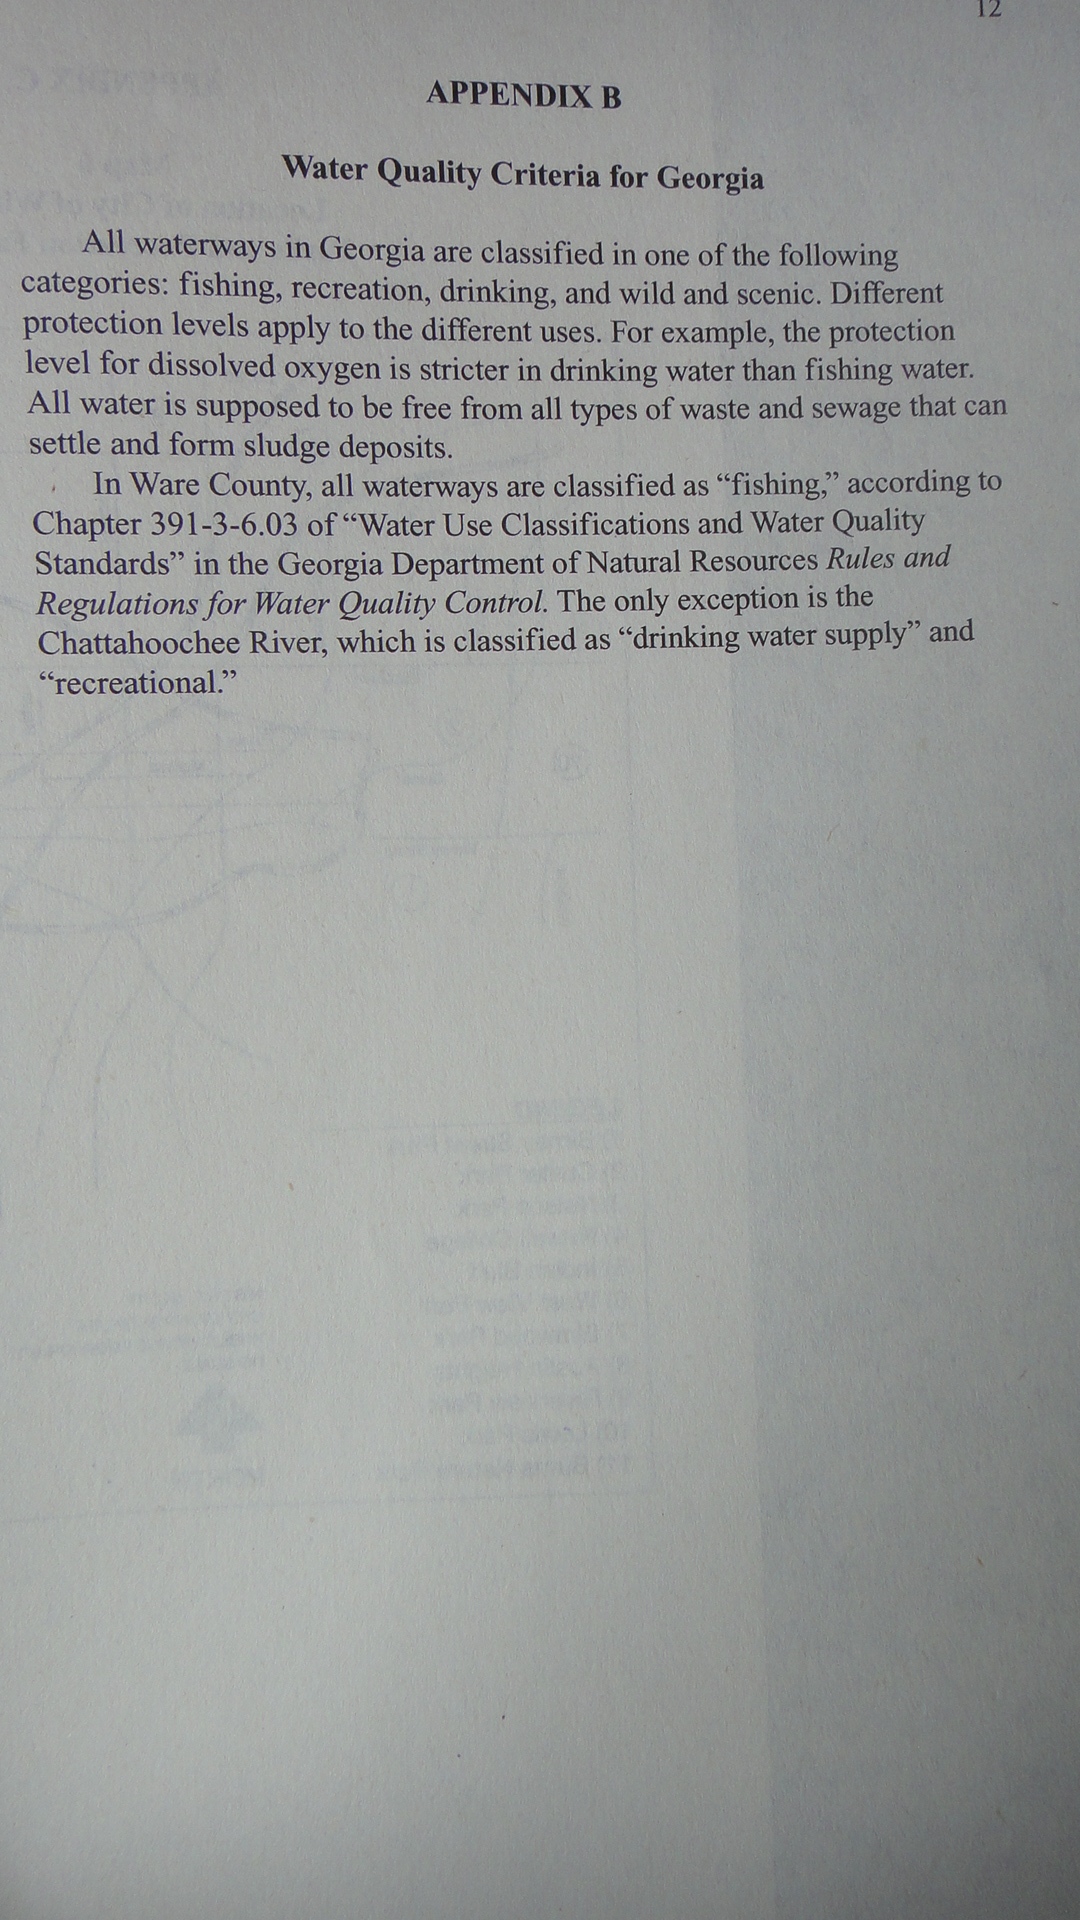 12
APPENDIX B
Water Quality Criteria for Georgia
All waterways in Georgia are classified in one of the following
categories: fishing, recreation, drinking, and wild and scenic. Different
protection levels apply to the different uses. For example, the protection
level for dissolved oxygen is stricter in drinking water than fishing water.
All water is supposed to be free from all types of waste and sewage that can
settle and form sludge deposits.
In Ware County, all waterways are classified as “fishing,” according to
Chapter 391-3-6.03 of “Water Use Classifications and Water Quality
Standards” in the Georgia Department of Natural Resources Rules and
Regulations for Water Quality Control. The only exception is the
Chattahoochee River, which is classified as “drinking water supply” and
“recreational.”